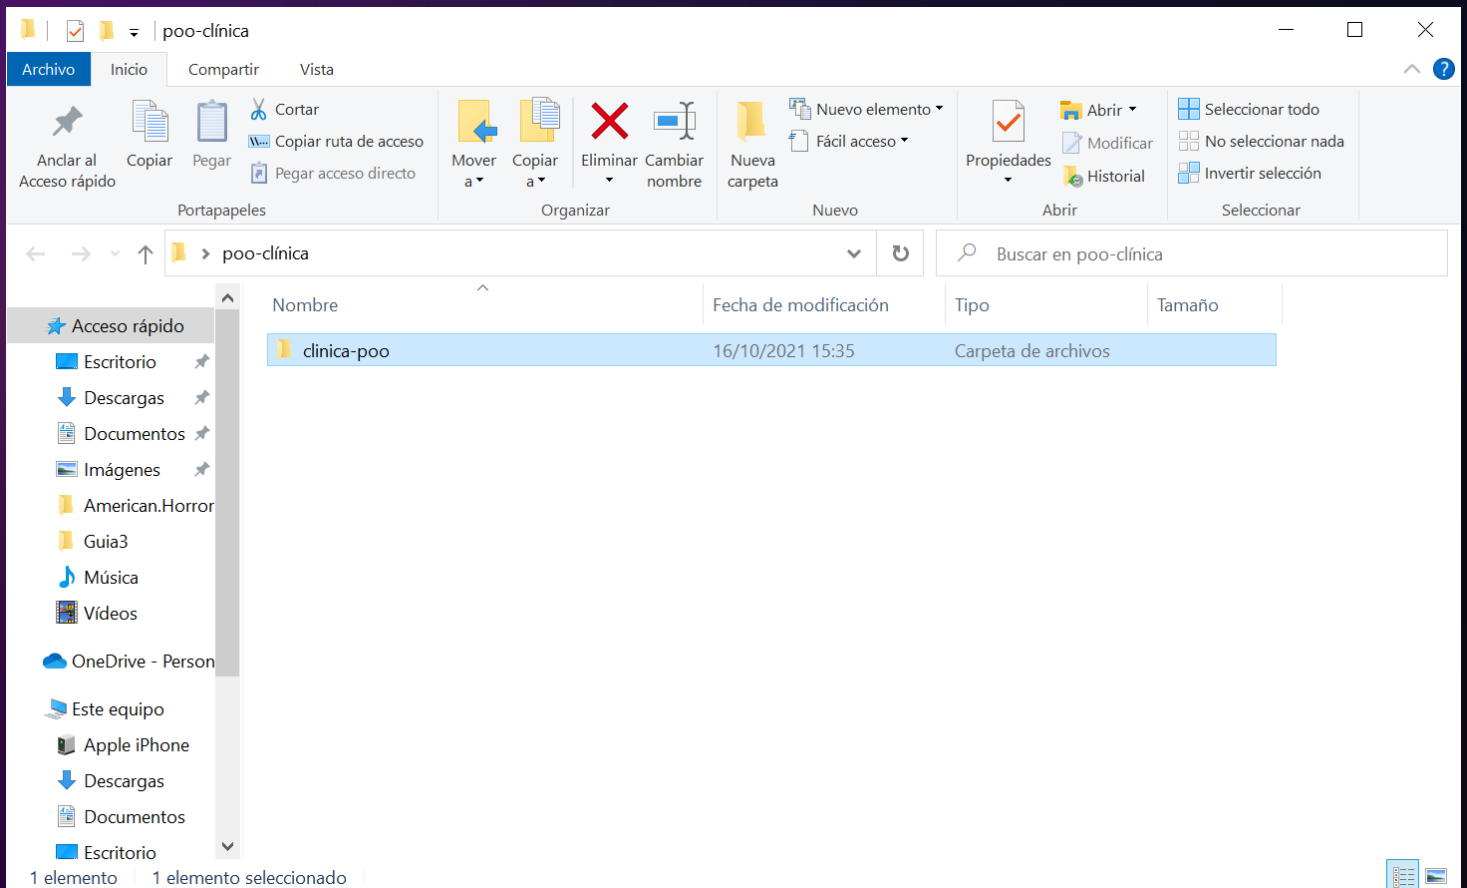 poo-clínica
Archivo Inicio Compartir Vista
Anclar al
Acceso rápido
Copiar
Pegar
Cortar
Copiar ruta de acceso
Pegar acceso directo
Portapapeles
Mover
a
Copiar
a
Eliminar
Cambiar
nombre
Organizar
Nueva
carpeta
Nuevo elemento
Fácil acceso
Nuevo
Propiedades
Abrir
Modificar
Historial
Abrir
Seleccionar todo
No seleccionar nada
Invertir selección
Seleccionar
poo-clínica
Buscar en poo-clínica
Nombre Fecha de modificación Tipo Tamaño
clinica-poo 16/10/2021 15:35 Carpeta de archivos
Acceso rápido
Escritorio
Descargas
Documentos
Imágenes
American.Horror
Guia3
Música
Vídeos
OneDrive - Person
Este equipo
Apple iPhone
Descargas
Documentos
Escritorio
1 elemento 1 elemento seleccionado